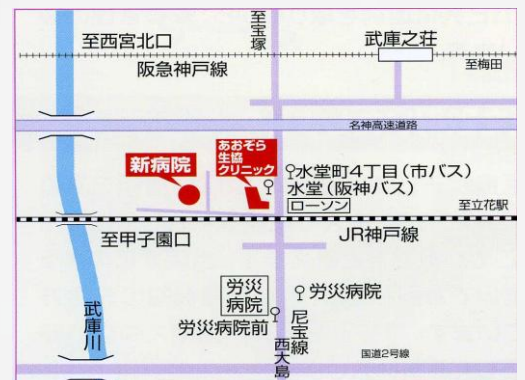 至宝塚
至西宮北口
武庫之荘
阪急神戸線
至梅田
名神高速道路
あおぞら
生協
クリニック
新病院
水堂町4丁目(市バス)
水堂(阪神バス)
ローソン
至立花駅
至甲子園口
JR神戸線
労災
病院
労災病院
労災病院前
武庫川
尼宝線
西大島
国道2号線